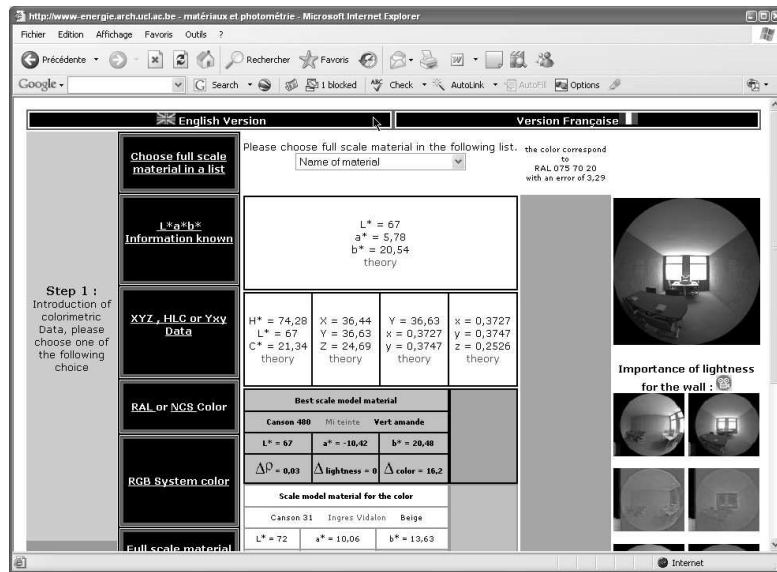 http://www-energie.arch.ucl.ac.be - matériaux et photométrie - Microsoft Internet Explorer
Fichier Edition Affichage Favoris Outils ?
Précédente Rechercher Favoris
Google Search 1 blocked Check AutoLink AutoFill Options
English Version Version Française
Choose full scale
material in a list
Please choose full scale material in the following list.
Name of material
the color correspond
to
RAL 075 70 20
with an error of 3,29
L*a*b*
Information known
L* = 67
a* = 5,78
b* = 20,54
theory
Step 1 :
Introduction of
colorimetric
Data, please
choose one of
the following
choice
XYZ , HLC or Yxy
Data
H* = 74,28 X = 36,44 Y = 36,63 x = 0,3727
L* = 67 Y = 36,63 x = 0,3727 y = 0,3747
C* = 21,34 Z = 24,69 y = 0,3747 z = 0,2526
theory theory theory theory
Importance of lightness
for the wall :
RAL or NCS Color
Best scale model material
Canson 480 Mi teinte Vert amande
L* = 67 a* = -10,42 b* = 20,48
Δρ = 0,03 Δ lightness = 0 Δ color = 16,2
RGB System color
Scale model material for the color
Canson 31 Ingres Vidalon Beige
L* = 72 a* = 10,06 b* = 13,63
Full scale material
Internet